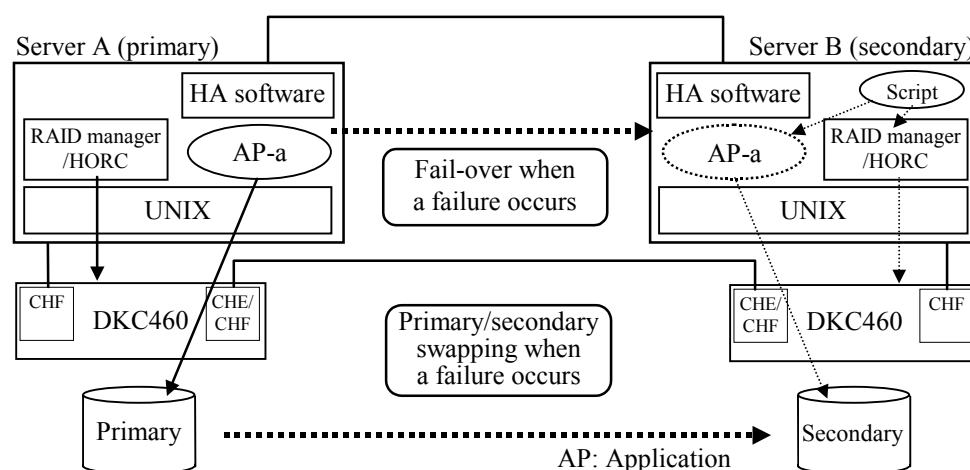 Server A (primary)
Server B (secondary)
HA software
RAID manager
/HORC
AP-a
UNIX
Fail-over when
a failure occurs
HA software
Script
AP-a
RAID manager
/HORC
UNIX
CHF
DKC460
CHE/
CHF
Primary/secondary
swapping when
a failure occurs
CHE/
CHF
DKC460
CHF
Primary
Secondary
AP: Application